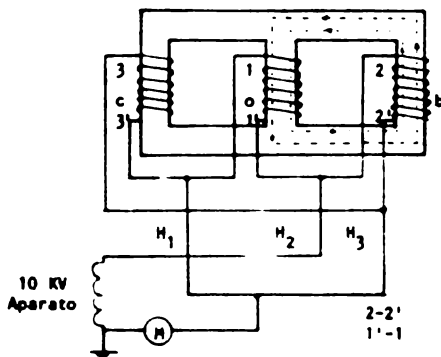 3 1 2
c o b
3' 1' 2'
H₁ H₂ H₃
10 KV
Aparato
M
2-2'
1'-1